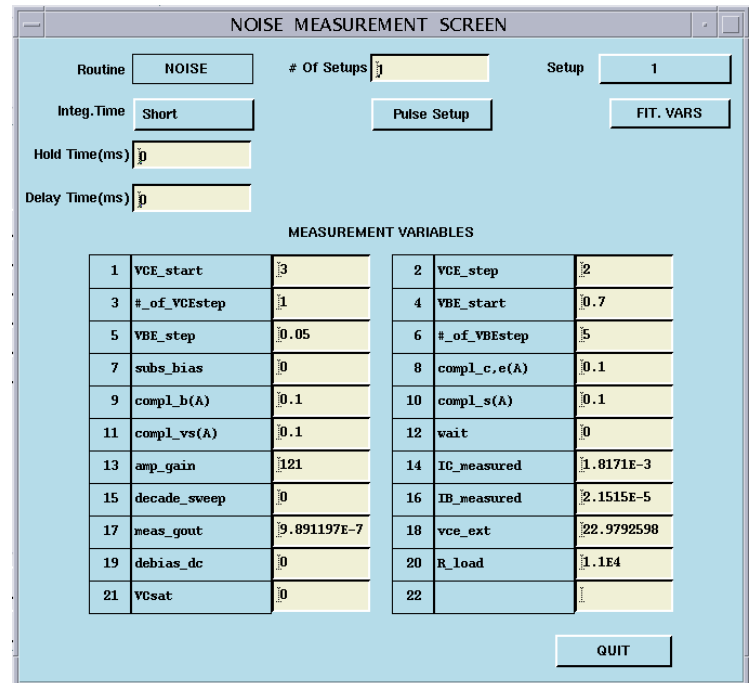 NOISE MEASUREMENT SCREEN
Routine NOISE # Of Setups 1 Setup 1
Integ.Time Short Pulse Setup FIT. VARS
Hold Time(ms) 0
Delay Time(ms) 0
MEASUREMENT VARIABLES
1 VCE_start 3 2 VCE_step 2
3 #_of_VCEstep 1 4 VBE_start 0.7
5 VBE_step 0.05 6 #_of_VBEstep 5
7 subs_bias 0 8 compl_c,e(A) 0.1
9 compl_b(A) 0.1 10 compl_s(A) 0.1
11 compl_vs(A) 0.1 12 wait 0
13 amp_gain 121 14 IC_measured 1.8171E-3
15 decade_sweep 0 16 IB_measured 2.1515E-5
17 meas_gout 9.891197E-7 18 vce_ext 22.9792598
19 debias_dc 0 20 R_load 1.1E4
21 VCsat 0 22
QUIT